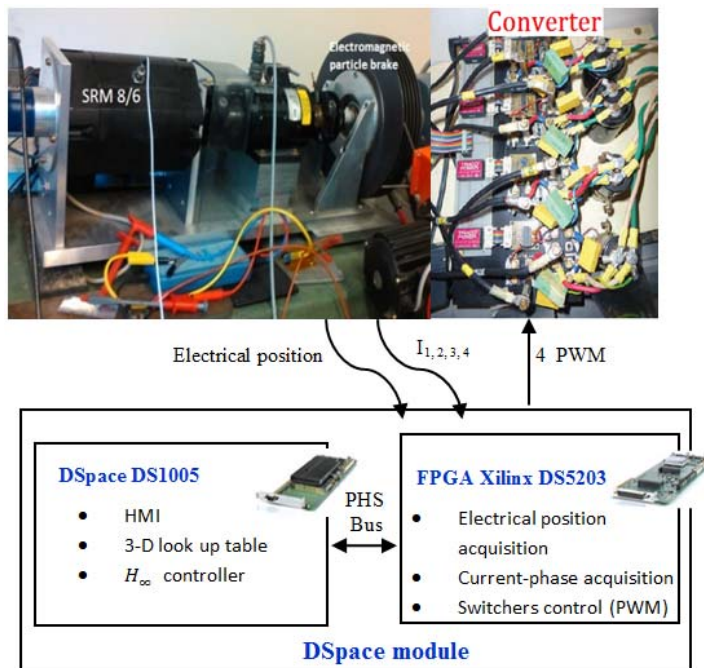 Converter
Electromagnetic
particle brake
SRM 8/6
TRACO
POWER
Electrical position
I1, 2, 3, 4
4 PWM
DSpace DS1005
HMI
3-D look up table
H∞ controller
PHS
Bus
FPGA Xilinx DS5203
Electrical position
acquisition
Current-phase acquisition
Switchers control (PWM)
DSpace module